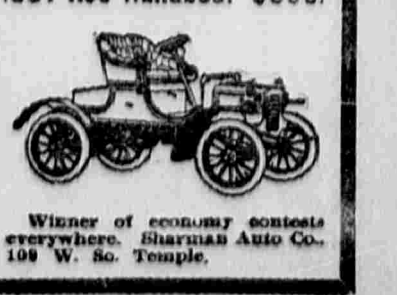 Winner of economy contests
everywhere. Sharman Auto Co.,
109 W. So. Temple.